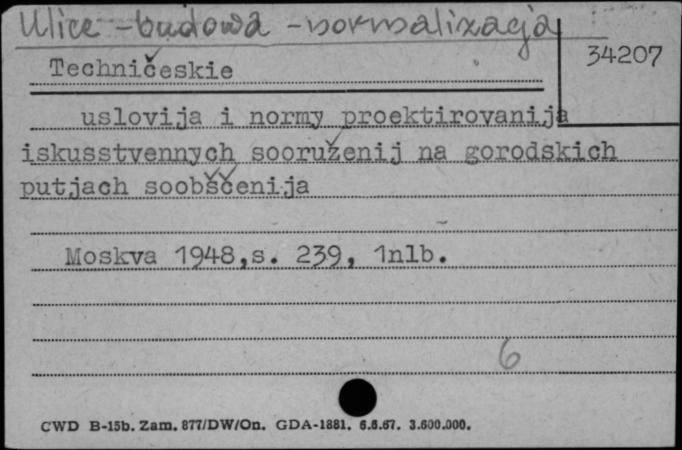 Ulice - budowa - normalizacja
34207
Techničeskie
uslovija i normy proektirovanija
iskusstvennych sooruženij na gorodskich
putjach soobščenija
Moskva 1948,s. 239, 1nlb.
6
CWD B-15b. Zam. 877/DW/On. GDA-1881. 6.6.67. 3.600.000.